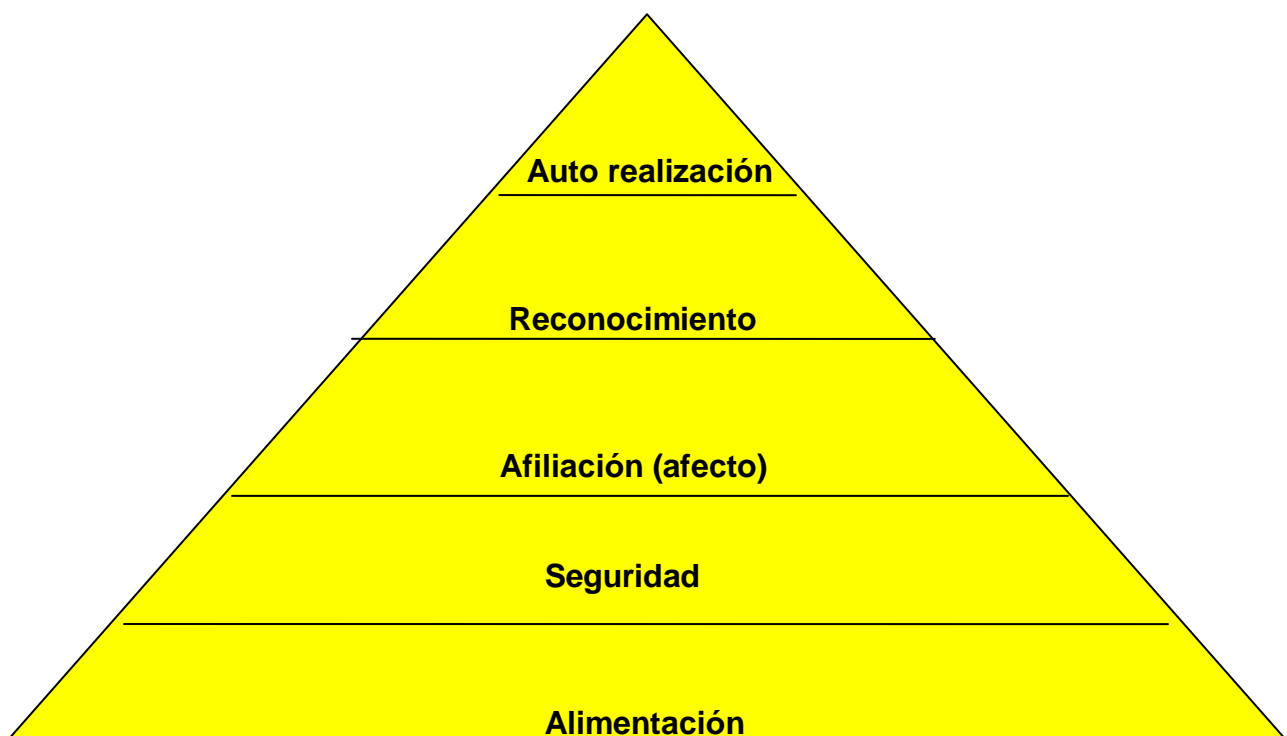 Auto realización
Reconocimiento
Afiliación (afecto)
Seguridad
Alimentación